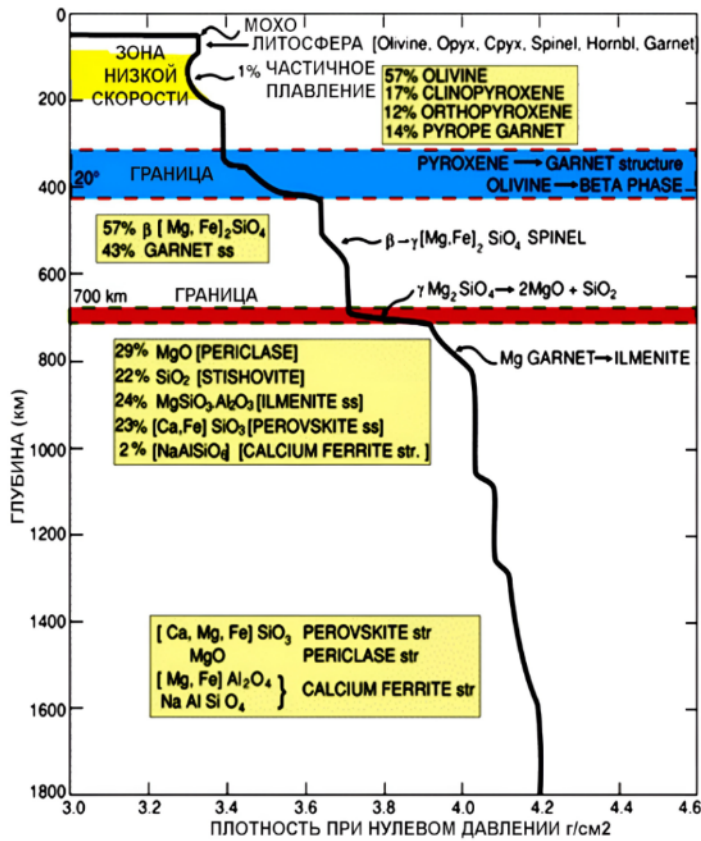 0
МОХО
ЛИТОСФЕРА [Olivine, Opyx, Cpyx, Spinel, Hornbl, Garnet]
ЗОНА
НИЗКОЙ
СКОРОСТИ
1% ЧАСТИЧНОЕ
ПЛАВЛЕНИЕ
57% OLIVINE
17% CLINOPYROXENE
12% ORTHOPYROXENE
14% PYROPE GARNET
200
ГРАНИЦА
20°
PYROXENE → GARNET structure
OLIVINE → BETA PHASE
400
57% β [Mg, Fe]2SiO4
43% GARNET ss
β→γ[Mg,Fe]2 SiO4 SPINEL
600
700 km
ГРАНИЦА
γ Mg2SiO4→2MgO + SiO2
800
Mg GARNET→ILMENITE
29% MgO [PERICLASE]
22% SiO2 [STISHOVITE]
24% MgSiO3.Al2O3[ILMENITE ss]
23% [Ca,Fe] SiO3[PEROVSKITE ss]
2% [NaAlSiO6] [CALCIUM FERRITE str.]
1000
1200
1400
[Ca, Mg, Fe] SiO3 PEROVSKITE str
MgO PERICLASE str
[Mg, Fe] Al2O4
Na Al Si O4 } CALCIUM FERRITE str
1600
1800
ГЛУБИНА (км)
3.0 3.2 3.4 3.6 3.8 4.0 4.2 4.4 4.6
ПЛОТНОСТЬ ПРИ НУЛЕВОМ ДАВЛЕНИИ г/см2